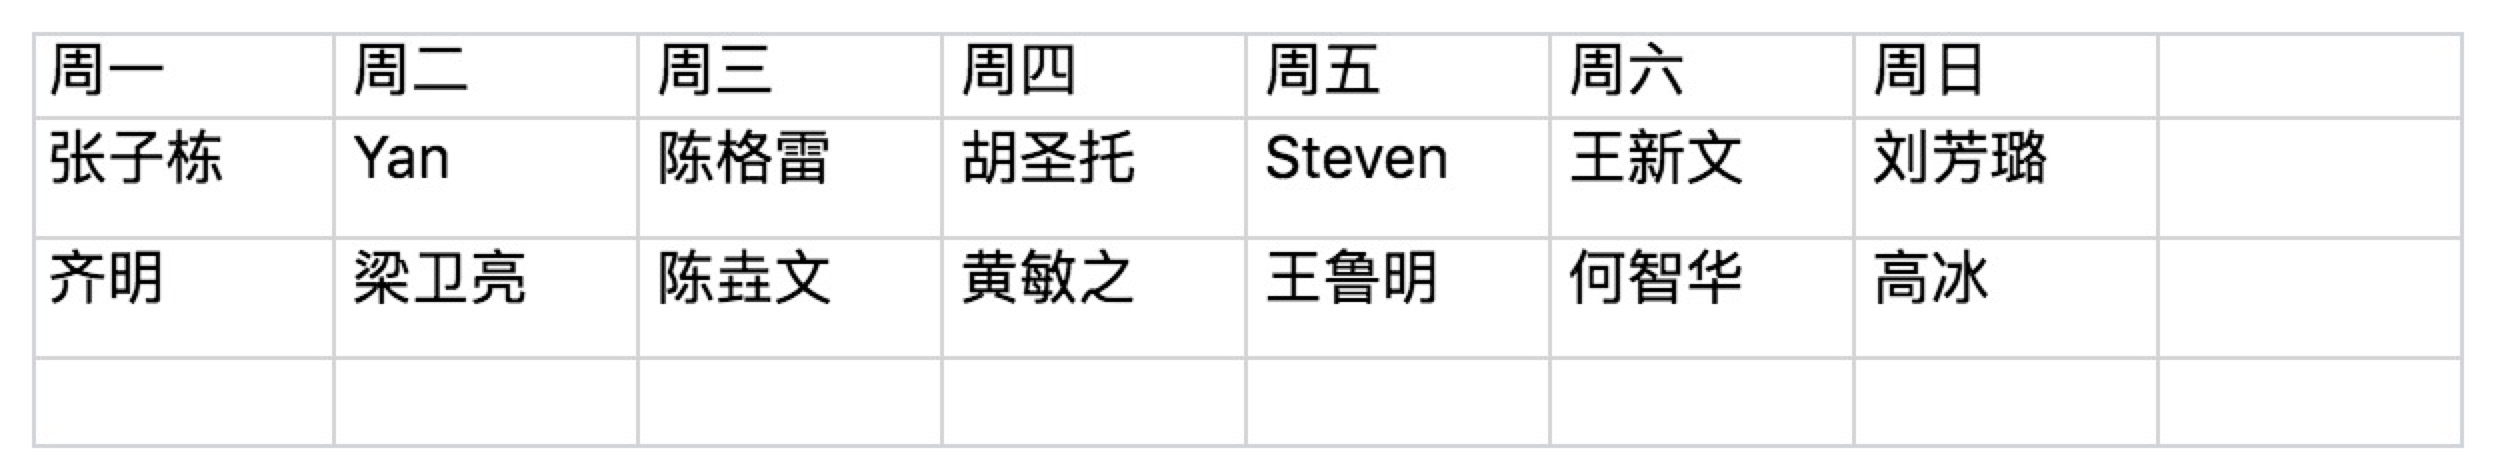 周一 周二 周三 周四 周五 周六 周日
张子栋 Yan 陈格雷 胡圣托 Steven 王新文 刘芳璐
齐明 梁卫亮 陈垚文 黄敏之 王鲁明 何智华 高冰